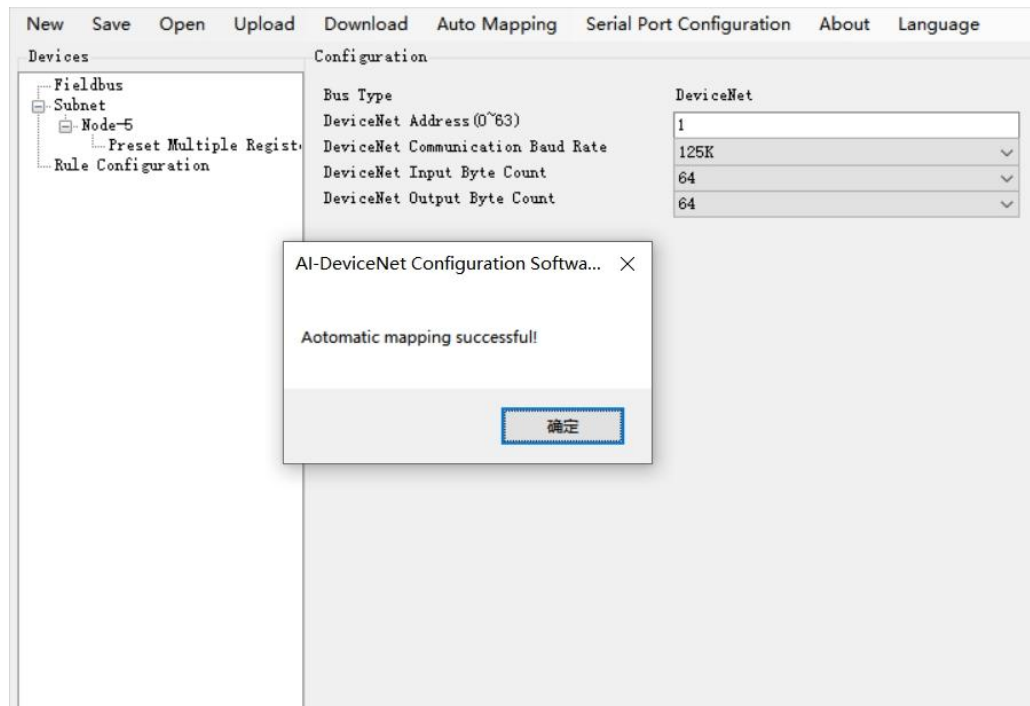 New Save Open Upload Download Auto Mapping Serial Port Configuration About Language
Devices
Fieldbus
Subnet
Node-5
Preset Multiple Regist
Rule Configuration
Configuration
Bus Type DeviceNet
DeviceNet Address(0~63) 1
DeviceNet Communication Baud Rate 125K
DeviceNet Input Byte Count 64
DeviceNet Output Byte Count 64
AI-DeviceNet Configuration Softwa...
Aotomatic mapping successful!
确定